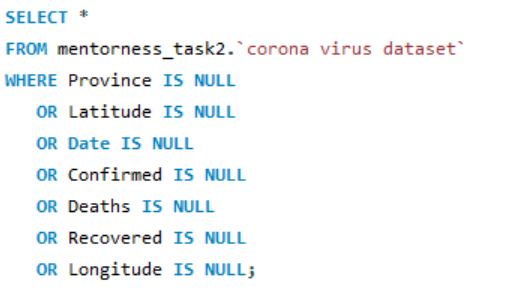 SELECT *
FROM mentorness_task2.`corona virus dataset`
WHERE Province IS NULL
OR Latitude IS NULL
OR Date IS NULL
OR Confirmed IS NULL
OR Deaths IS NULL
OR Recovered IS NULL
OR Longitude IS NULL;